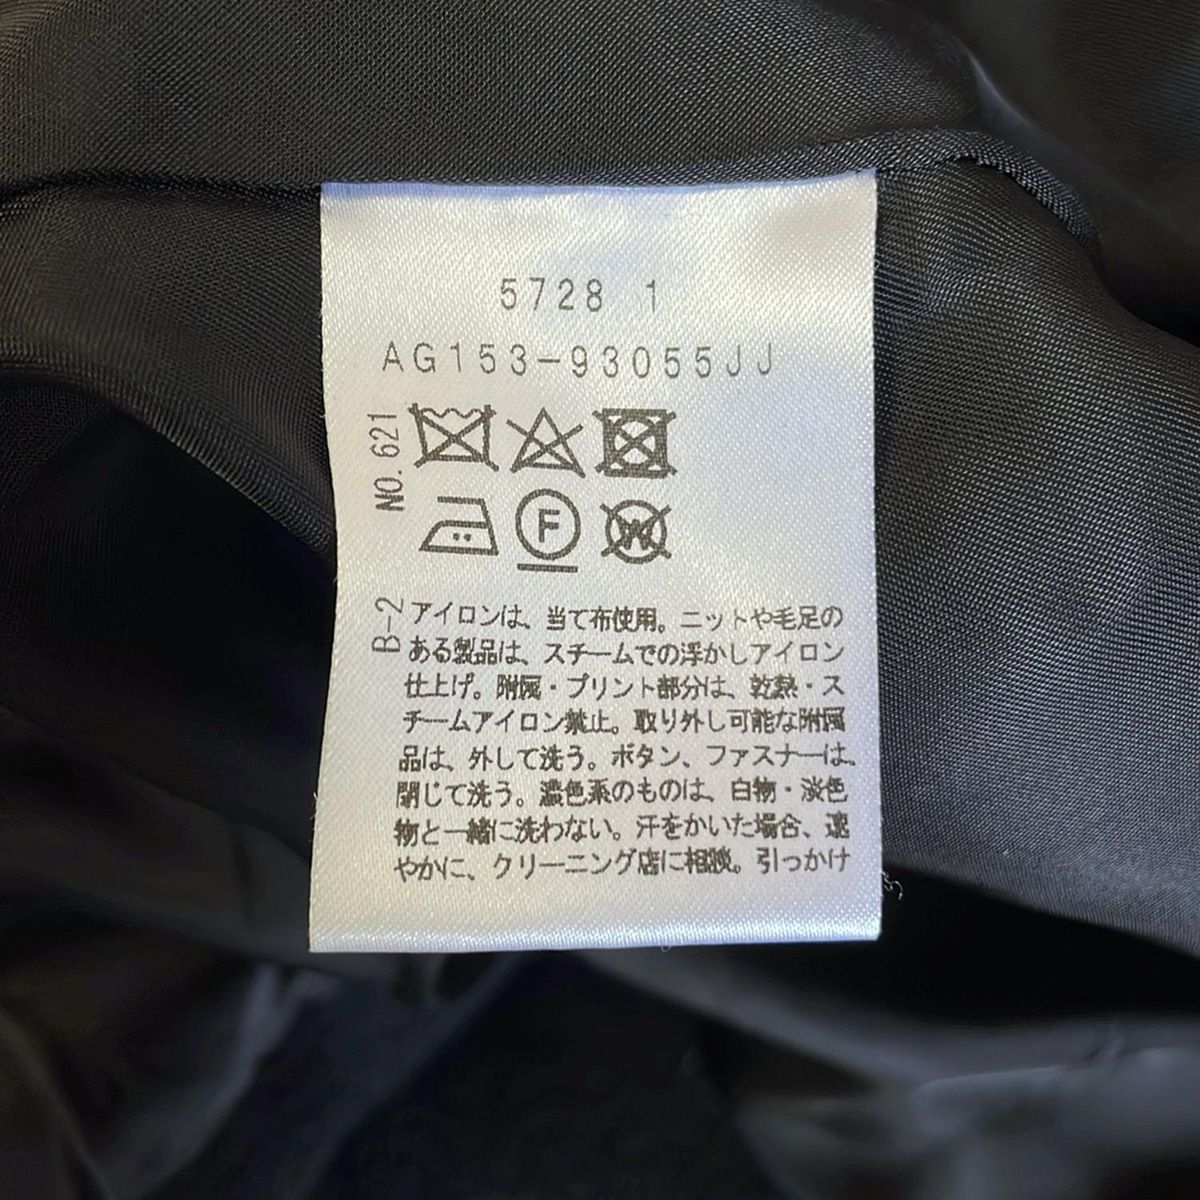 5728 1
AG153-93055JJ
NO. 621
F
W
B-2
アイロンは、当て布使用。ニットや毛足の
ある製品は、スチームでの浮かしアイロン
仕上げ。附属・プリント部分は、乾熱・ス
チームアイロン禁止。取り外し可能な附属
品は、外して洗う。ボタン、ファスナーは、
閉じて洗う。濃色系のものは、白物・淡色
物と一緒に洗わない。汗をかいた場合、速
やかに、クリーニング店に相談。引っかけ